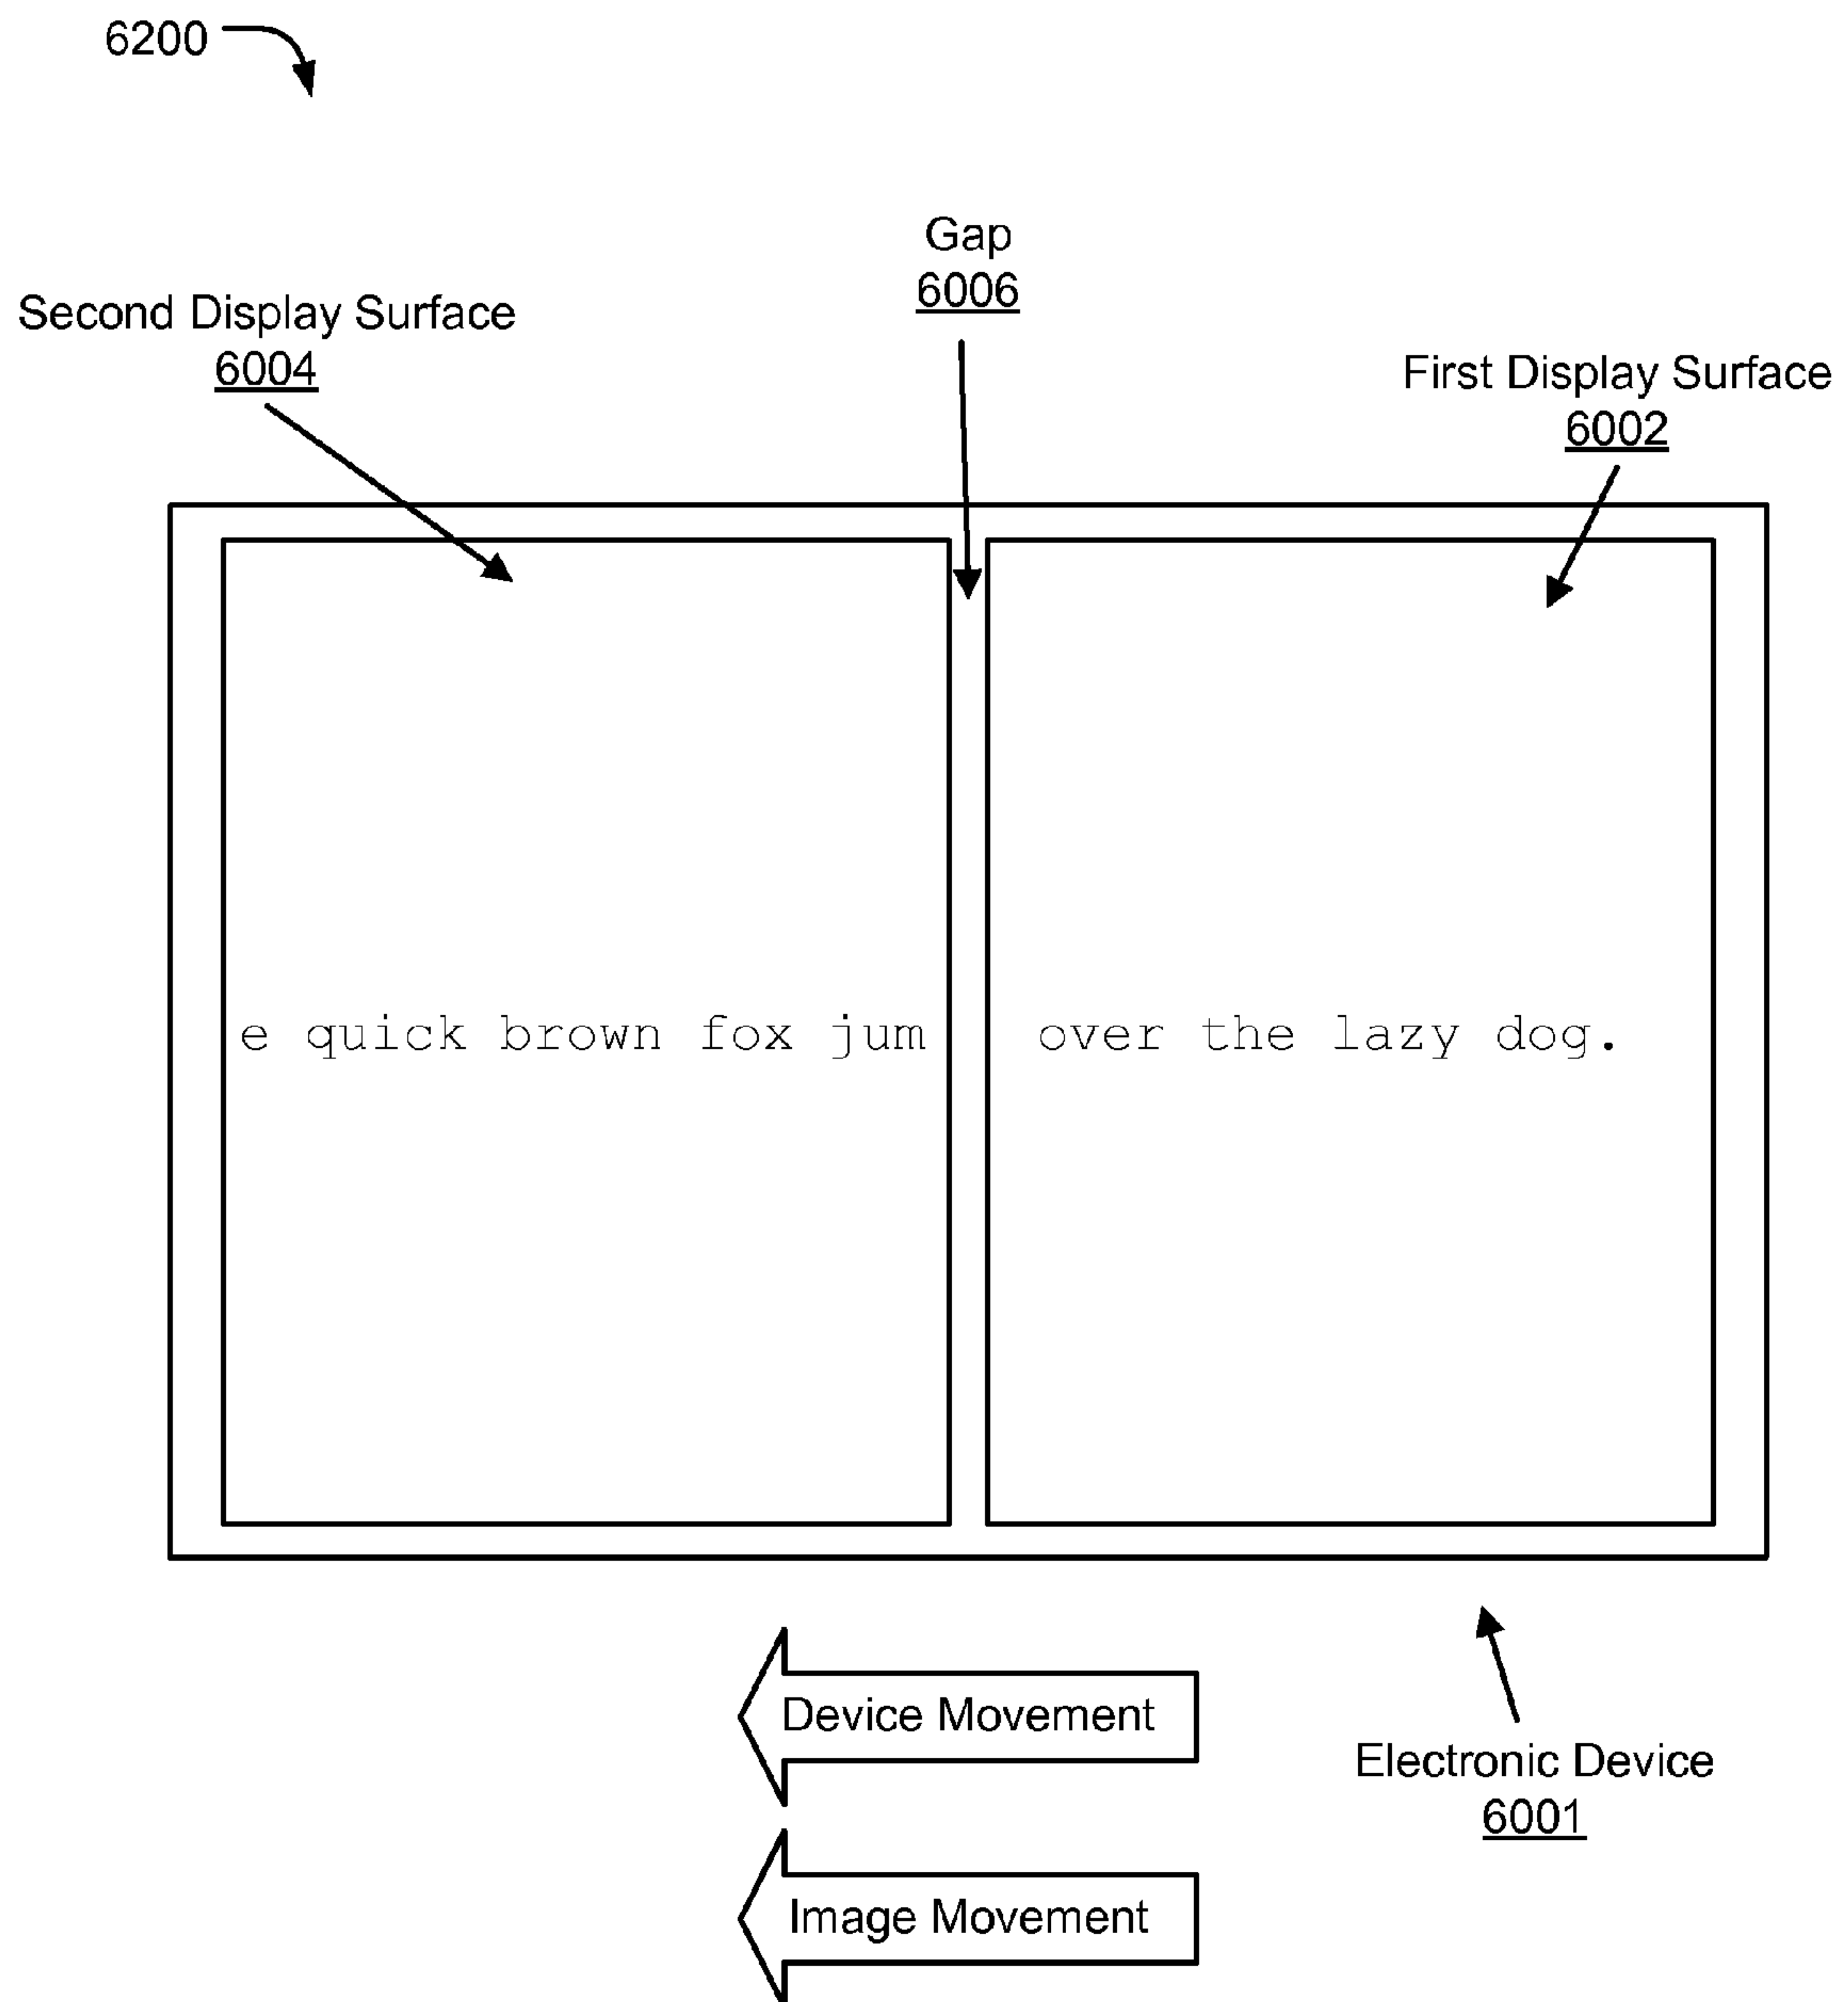 6200
Gap
6006
Second Display Surface
6004
First Display Surface
6002
e quick brown fox jum over the lazy dog.
Device Movement
Electronic Device
6001
Image Movement